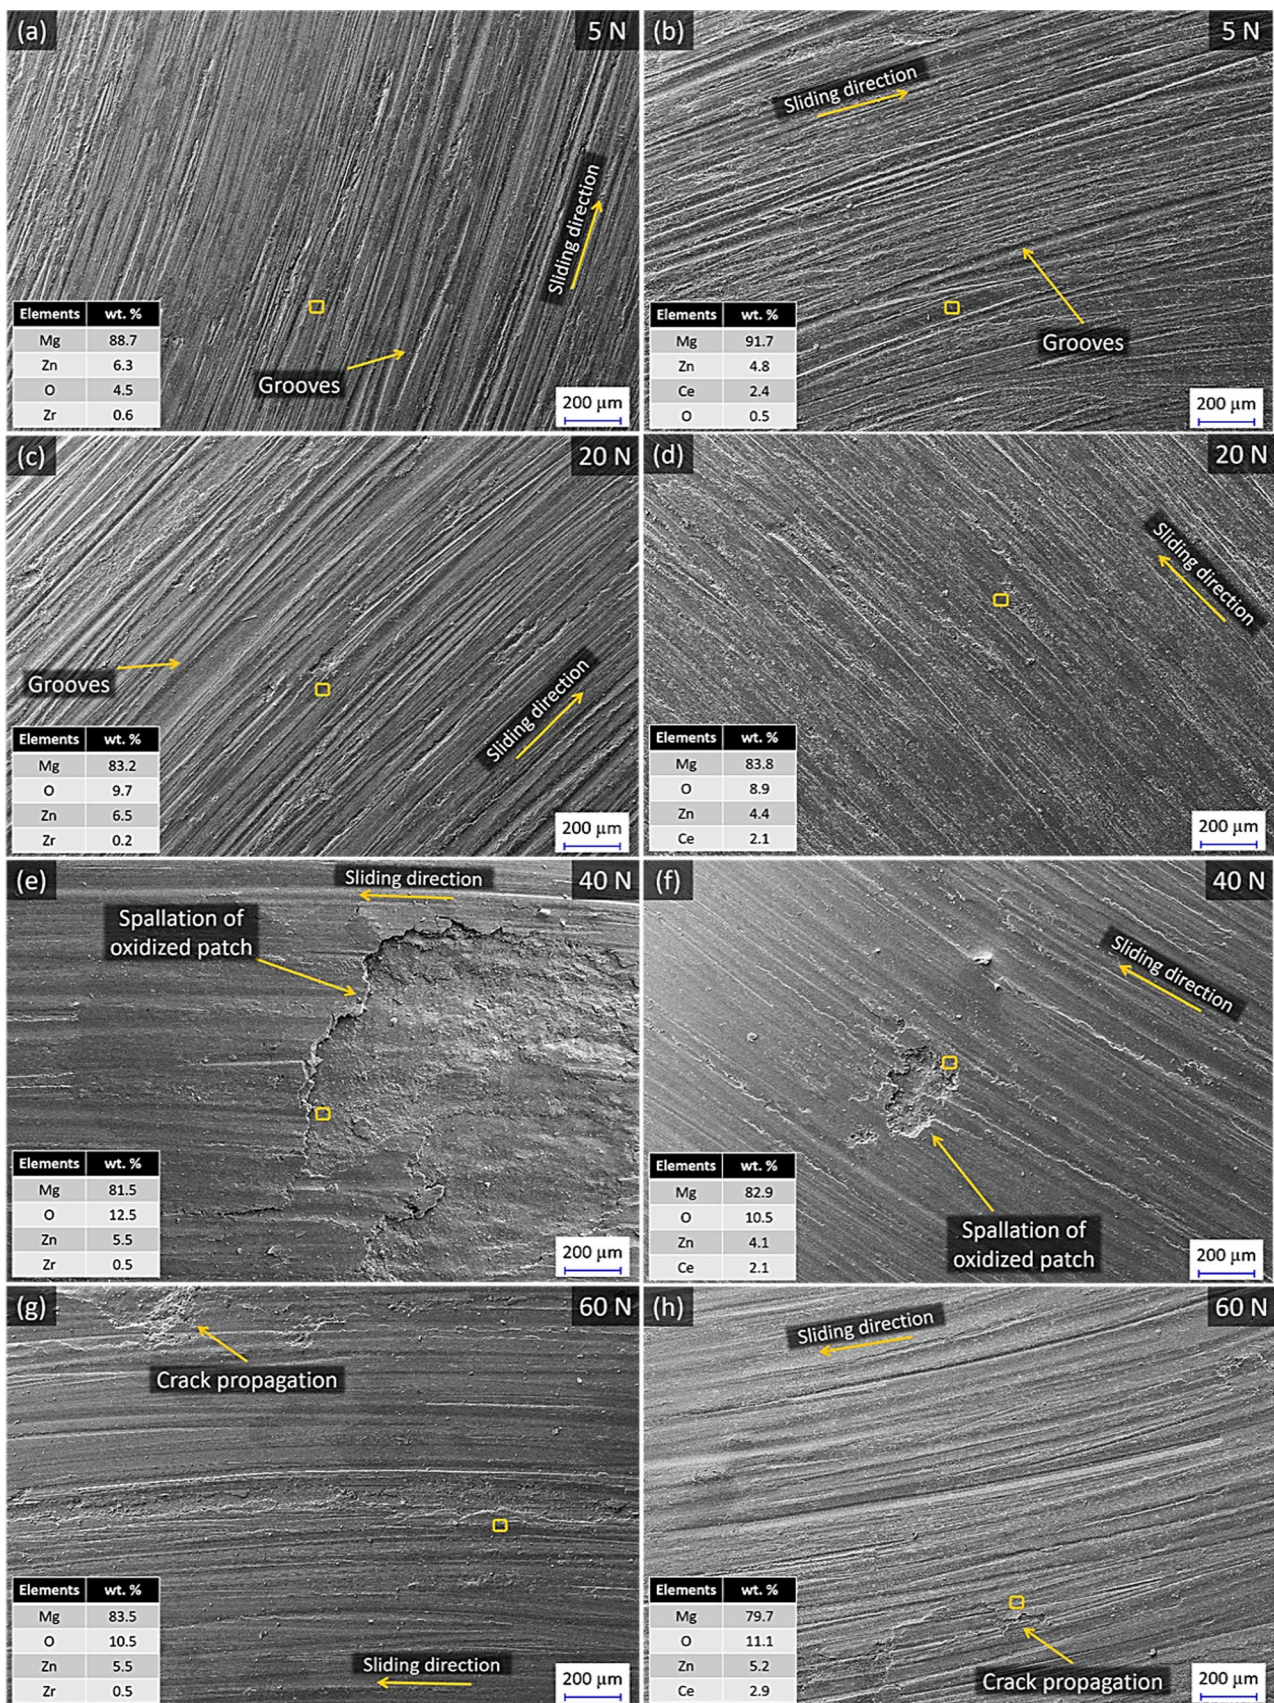 (a)
5 N
Sliding direction
Grooves
Elements wt. %
Mg 88.7
Zn 6.3
O 4.5
Zr 0.6
200 μm
(b)
5 N
Sliding direction
Grooves
Elements wt. %
Mg 91.7
Zn 4.8
Ce 2.4
O 0.5
200 μm
(c)
20 N
Grooves
Sliding direction
Elements wt. %
Mg 83.2
O 9.7
Zn 6.5
Zr 0.2
200 μm
(d)
20 N
Sliding direction
Elements wt. %
Mg 83.8
O 8.9
Zn 4.4
Ce 2.1
200 μm
(e)
40 N
Sliding direction
Spallation of
oxidized patch
Elements wt. %
Mg 81.5
O 12.5
Zn 5.5
Zr 0.5
200 μm
(f)
40 N
Sliding direction
Spallation of
oxidized patch
Elements wt. %
Mg 82.9
O 10.5
Zn 4.1
Ce 2.1
200 μm
(g)
60 N
Crack propagation
Elements wt. %
Mg 83.5
O 10.5
Zn 5.5
Zr 0.5
Sliding direction
200 μm
(h)
60 N
Sliding direction
Elements wt. %
Mg 79.7
O 11.1
Zn 5.2
Ce 2.9
Crack propagation
200 μm